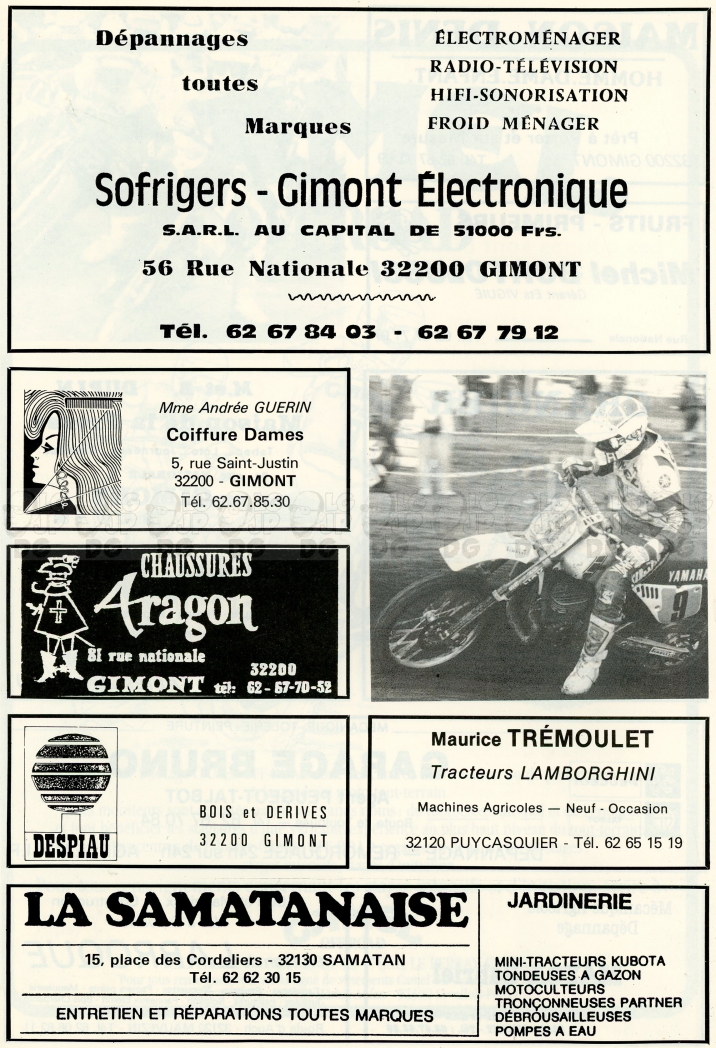 Dépannages
toutes
Marques
ÉLECTROMÉNAGER
RADIO-TÉLÉVISION
HIFI-SONORISATION
FROID MÉNAGER
Sofrigers - Gimont Électronique
S.A.R.L. AU CAPITAL DE 51000 Frs.
56 Rue Nationale 32200 GIMONT
Tél. 62 67 84 03 - 62 67 79 12
Mme Andrée GUERIN
Coiffure Dames
5, rue Saint-Justin
32200 - GIMONT
Tél. 62.67.85.30
CHAUSSURES
Aragon
81 rue nationale
32200
GIMONT tél: 62-67-70-52
YAMAHA
9
DESPIAU
BOIS et DERIVES
32200 GIMONT
Maurice TRÉMOULET
Tracteurs LAMBORGHINI
Machines Agricoles — Neuf - Occasion
32120 PUYCASQUIER - Tél. 62 65 15 19
LA SAMATANAISE
15, place des Cordeliers - 32130 SAMATAN
Tél. 62 62 30 15
ENTRETIEN ET RÉPARATIONS TOUTES MARQUES
JARDINERIE
MINI-TRACTEURS KUBOTA
TONDEUSES A GAZON
MOTOCULTEURS
TRONÇONNEUSES PARTNER
DÉBROUSAILLEUSES
POMPES A EAU